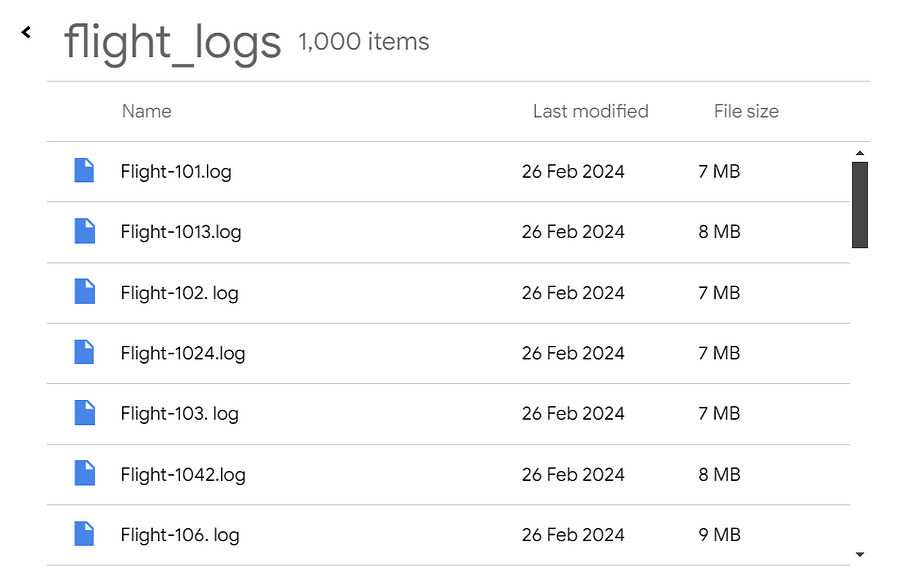 flight_logs 1,000 items
Name Last modified File size
Flight-101.log 26 Feb 2024 7 MB
Flight-1013.log 26 Feb 2024 8 MB
Flight-102. log 26 Feb 2024 7 MB
Flight-1024.log 26 Feb 2024 7 MB
Flight-103. log 26 Feb 2024 7 MB
Flight-1042.log 26 Feb 2024 8 MB
Flight-106. log 26 Feb 2024 9 MB